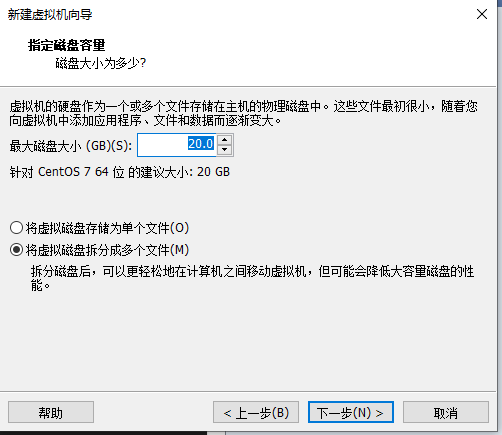 新建虚拟机向导
指定磁盘容量
磁盘大小为多少?
虚拟机的硬盘作为一个或多个文件存储在主机的物理磁盘中。这些文件最初很小，随着您
向虚拟机中添加应用程序、文件和数据而逐渐变大。
最大磁盘大小 (GB)(S): 20.0
针对 CentOS 7 64 位 的建议大小: 20 GB
将虚拟磁盘存储为单个文件(O)
将虚拟磁盘拆分成多个文件(M)
拆分磁盘后，可以更轻松地在计算机之间移动虚拟机，但可能会降低大容量磁盘的性
能。
帮助 < 上一步(B) 下一步(N) > 取消